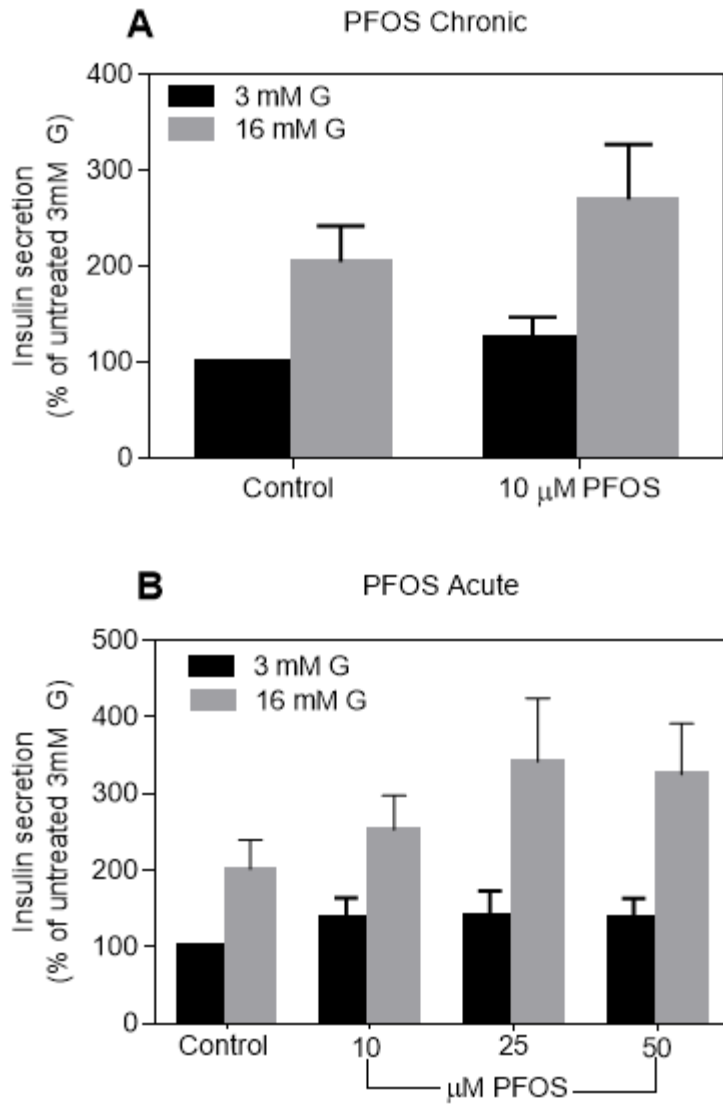 A
PFOS Chronic
400
300
200
100
0
Insulin secretion
(% of untreated 3mM G)
3 mM G
16 mM G
Control
10 μM PFOS
B
PFOS Acute
500
400
300
200
100
0
Insulin secretion
(% of untreated 3mM G)
3 mM G
16 mM G
Control
10
25
50
μM PFOS